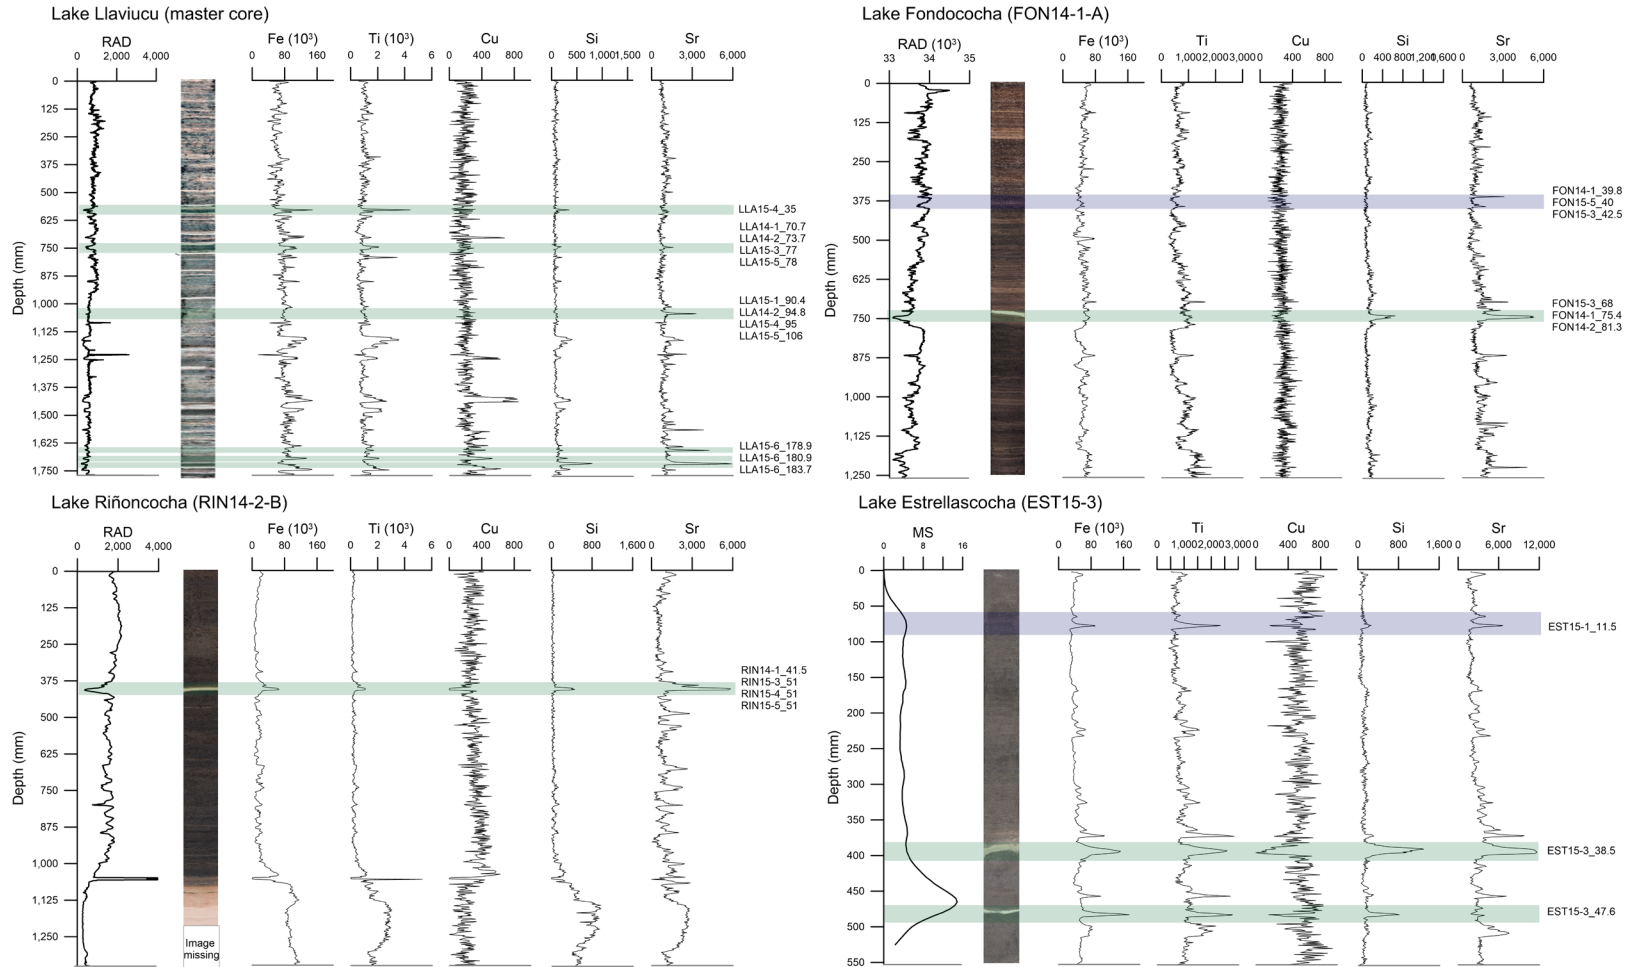 Lake Llaviucu (master core)
RAD
0 2,000 4,000
Fe (10³)
0 80 160
Ti (10³)
0 2 4 6
Cu
0 400 800
Si
0 500 1,000 1,500
Sr
0 3,000 6,000
Depth (mm)
0
125
250
375
500
625
750
875
1,000
1,125
1,250
1,375
1,500
1,625
1,750
LLA15-4_35
LLA14-1_70.7
LLA14-2_73.7
LLA15-3_77
LLA15-5_78
LLA15-1_90.4
LLA14-2_94.8
LLA15-4_95
LLA15-5_106
LLA15-6_178.9
LLA15-6_180.9
LLA15-6_183.7
Lake Fondococha (FON14-1-A)
RAD (10³)
33 34 35
Fe (10³)
0 80 160
Ti
0 1,000 2,000 3,000
Cu
0 400 800
Si
0 400 800 1,200 1,600
Sr
0 3,000 6,000
Depth (mm)
0
125
250
375
500
625
750
875
1,000
1,125
1,250
FON14-1_39.8
FON15-5_40
FON15-3_42.5
FON15-3_68
FON14-1_75.4
FON14-2_81.3
Lake Riñoncocha (RIN14-2-B)
RAD
0 2,000 4,000
Fe (10³)
0 80 160
Ti (10³)
0 2 4 6
Cu
0 400 800
Si
0 800 1,600
Sr
0 3,000 6,000
Depth (mm)
0
125
250
375
500
625
750
875
1,000
1,125
1,250
Image
missing
RIN14-1_41.5
RIN15-3_51
RIN15-4_51
RIN15-5_51
Lake Estrellascocha (EST15-3)
MS
0 8 16
Fe (10³)
0 80 160
Ti
0 1,000 2,000 3,000
Cu
0 400 800
Si
0 800 1,600
Sr
0 6,000 12,000
Depth (mm)
0
50
100
150
200
250
300
350
400
450
500
550
EST15-1_11.5
EST15-3_38.5
EST15-3_47.6